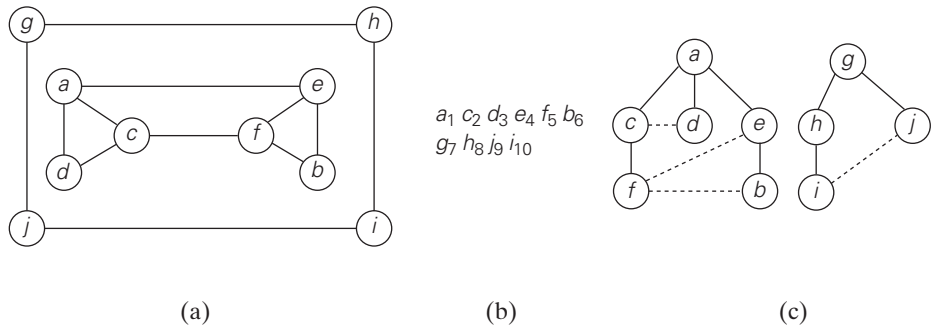 g h
a e
c f
d b
j i
a₁ c₂ d₃ e₄ f₅ b₆
g₇ h₈ j₉ i₁₀
a g
c d e h j
f b i
(a) (b) (c)